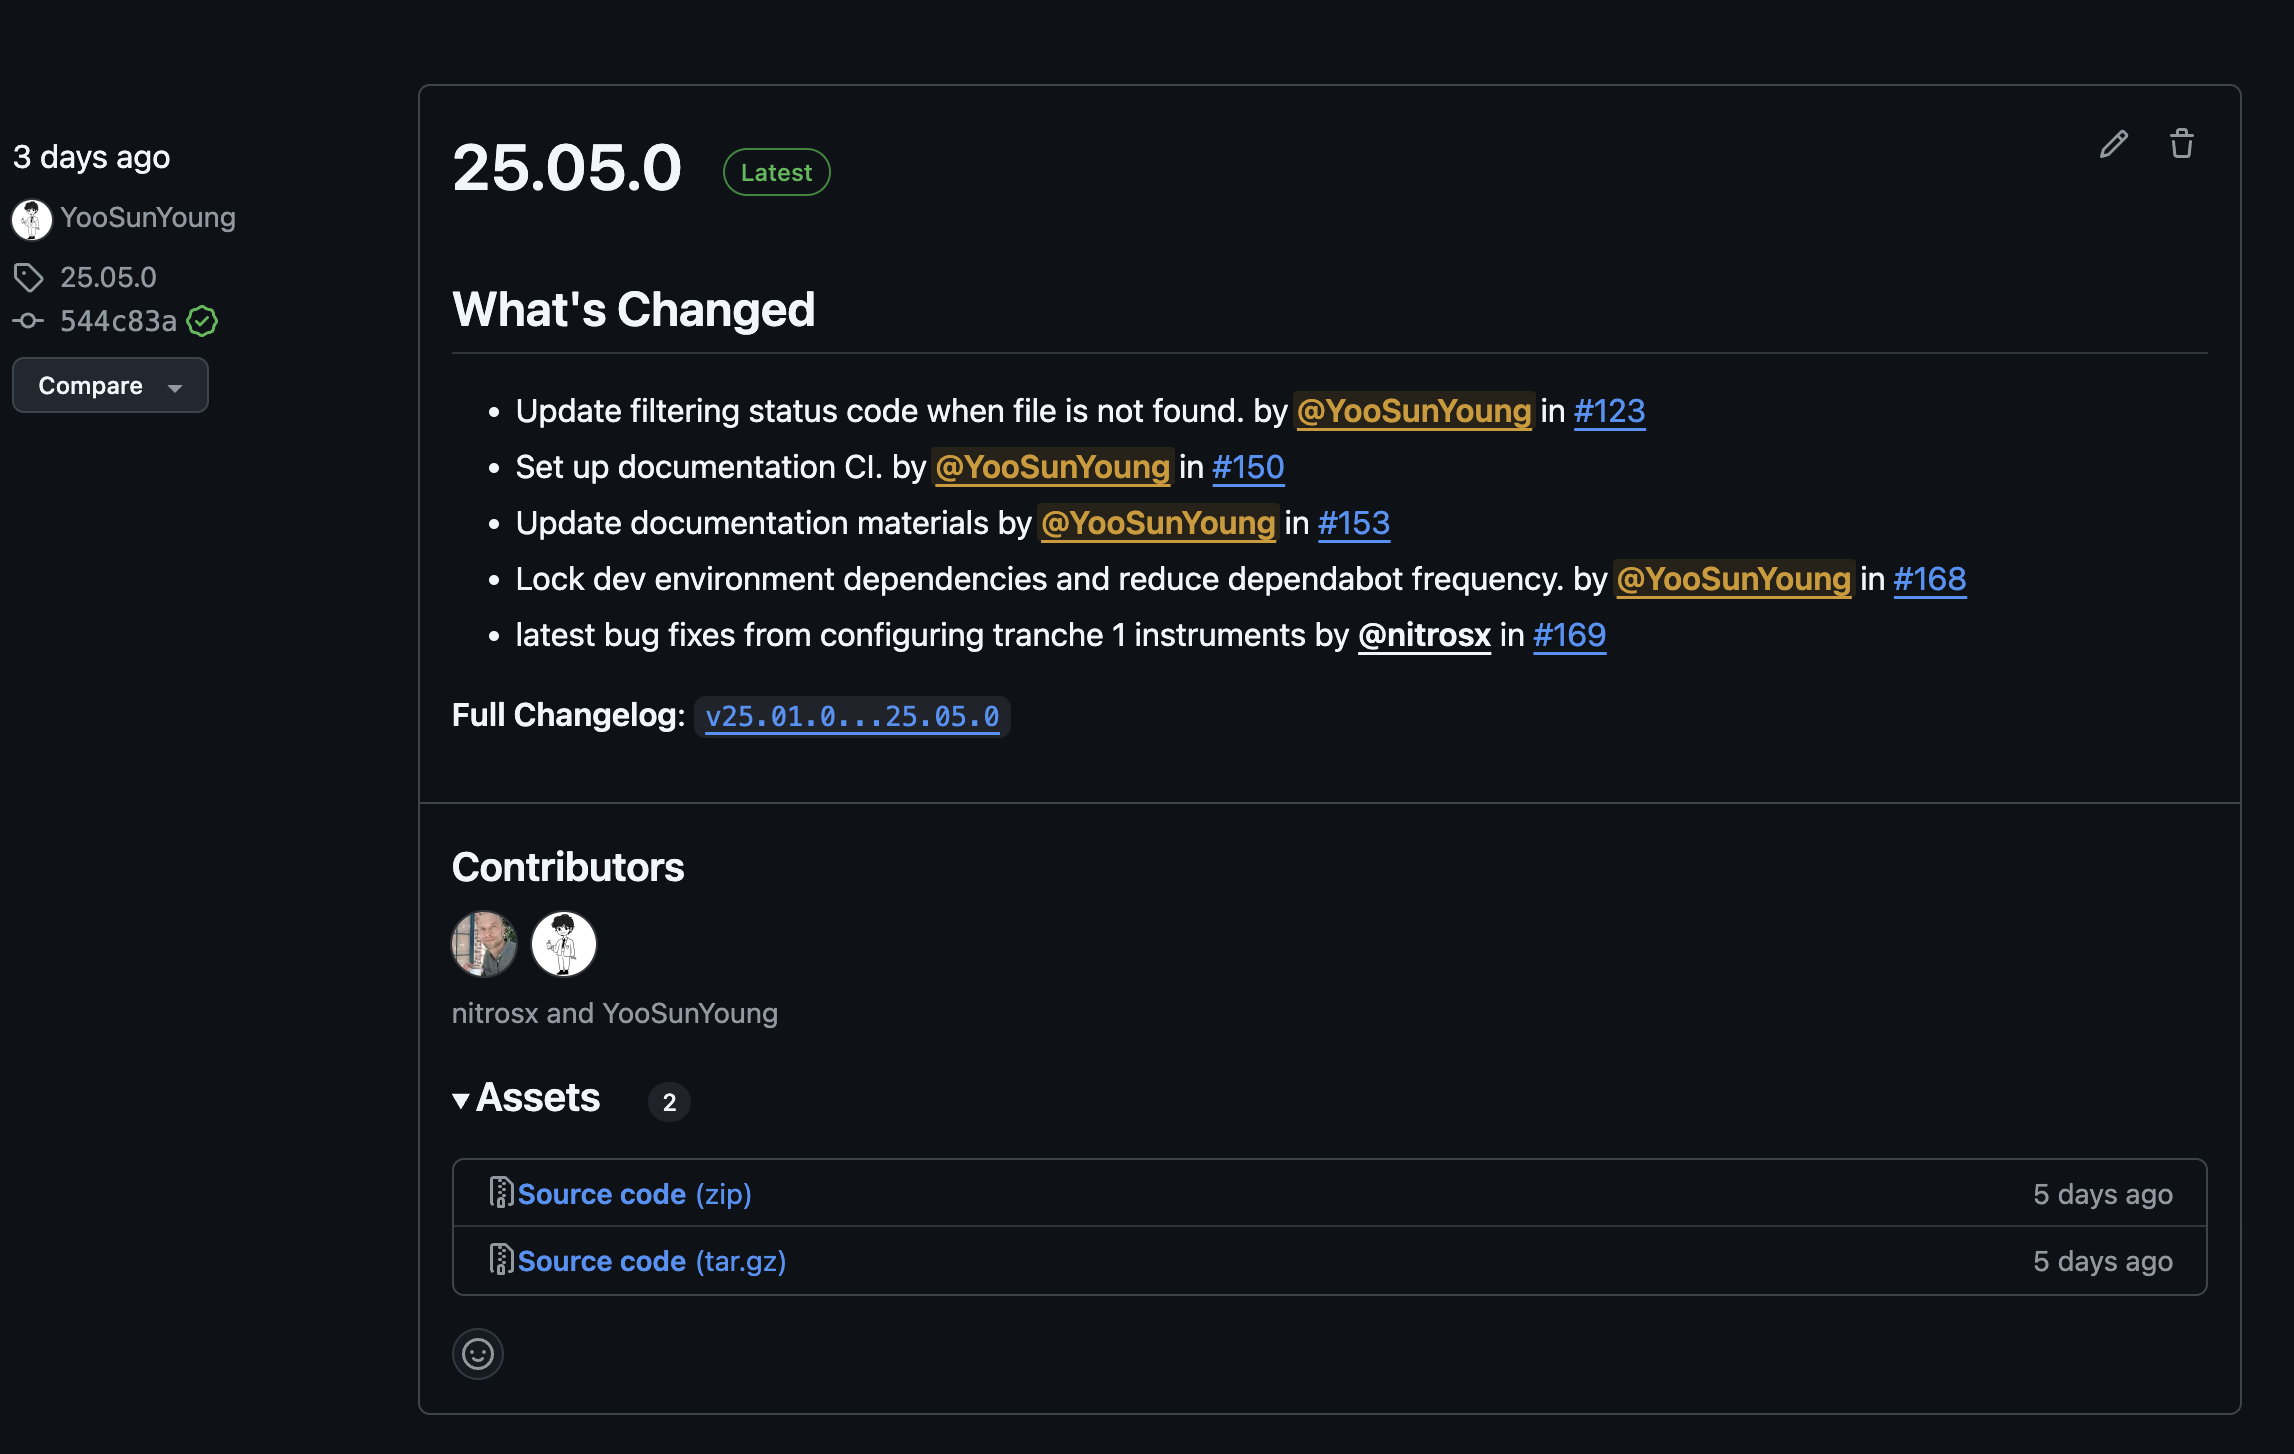 3 days ago
YooSunYoung
25.05.0
544c83a
Compare
25.05.0 Latest
What's Changed
• Update filtering status code when file is not found. by @YooSunYoung in #123
• Set up documentation CI. by @YooSunYoung in #150
• Update documentation materials by @YooSunYoung in #153
• Lock dev environment dependencies and reduce dependabot frequency. by @YooSunYoung in #168
• latest bug fixes from configuring tranche 1 instruments by @nitrosx in #169
Full Changelog: v25.01.0...25.05.0
Contributors
nitrosx and YooSunYoung
Assets 2
Source code (zip) 5 days ago
Source code (tar.gz) 5 days ago